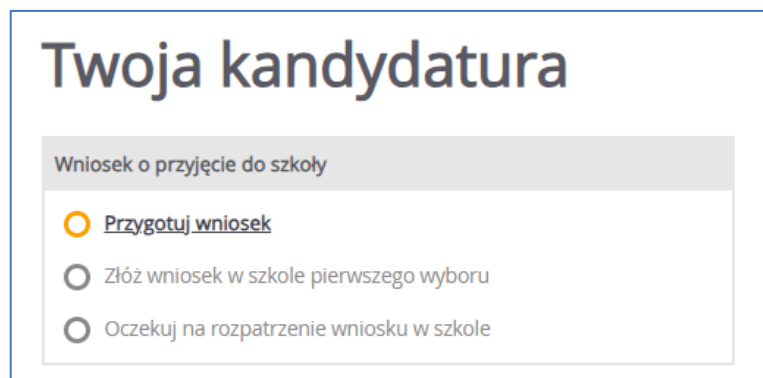 Twoja kandydatura
Wniosek o przyjęcie do szkoły
Przygotuj wniosek
Złóż wniosek w szkole pierwszego wyboru
Oczekuj na rozpatrzenie wniosku w szkole